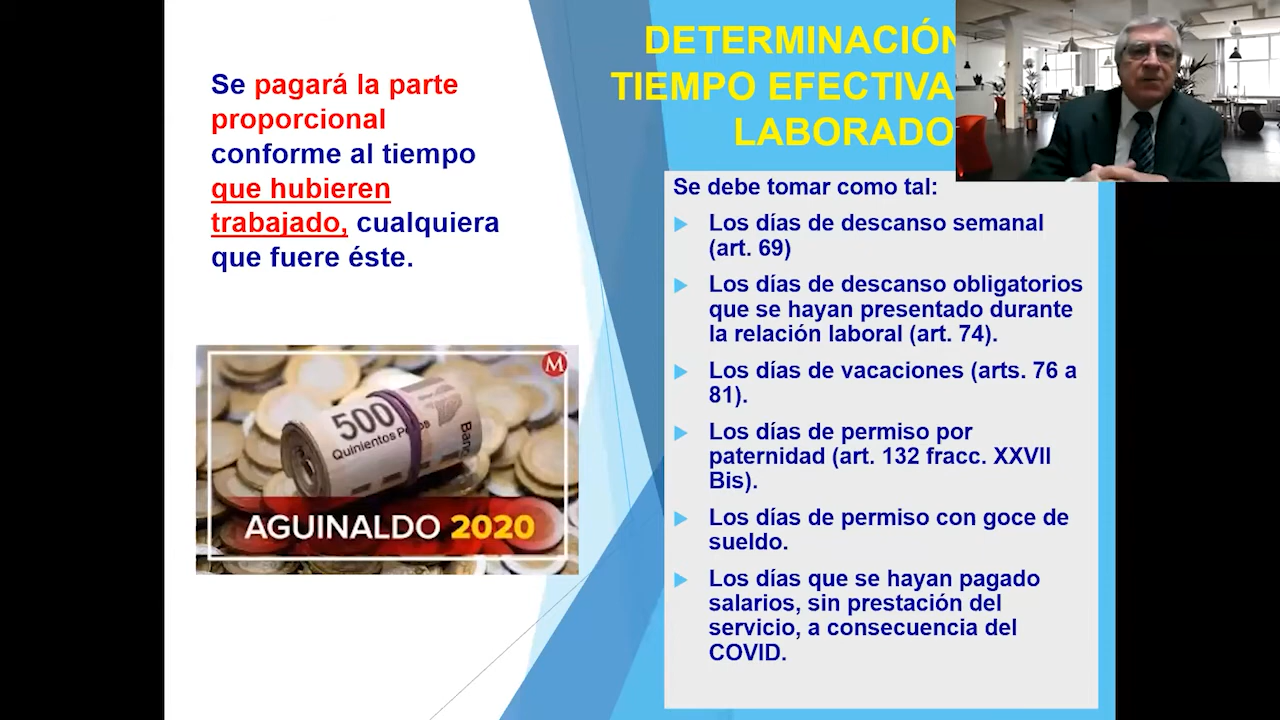 Se pagará la parte
proporcional
conforme al tiempo
que hubieren
trabajado, cualquiera
que fuere éste.
M
500
Quinientos Pesos
AGUINALDO 2020
DETERMINACIÓN
TIEMPO EFECTIVA
LABORADO
Se debe tomar como tal:
Los días de descanso semanal
(art. 69)
Los días de descanso obligatorios
que se hayan presentado durante
la relación laboral (art. 74).
Los días de vacaciones (arts. 76 a
81).
Los días de permiso por
paternidad (art. 132 fracc. XXVII
Bis).
Los días de permiso con goce de
sueldo.
Los días que se hayan pagado
salarios, sin prestación del
servicio, a consecuencia del
COVID.